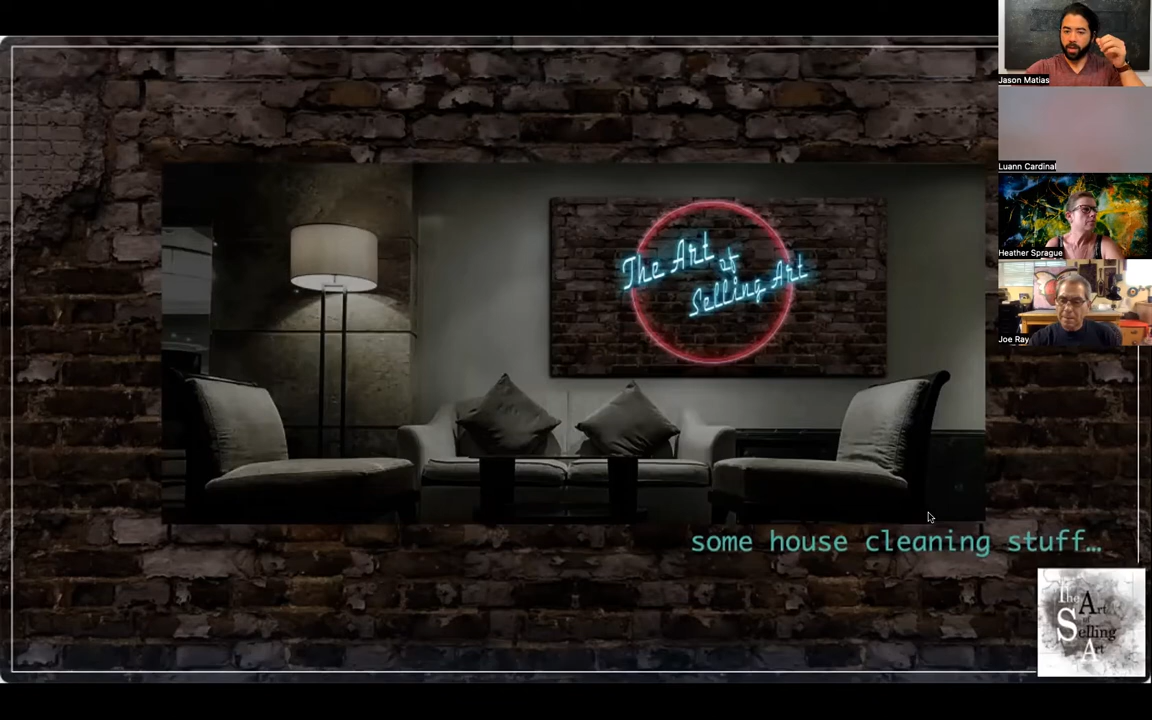 Jason Matias
Luann Cardinal
Heather Sprague
Joe Ray
The Art
of
Selling Art
some house cleaning stuff…
The
Art
of
Selling
Art